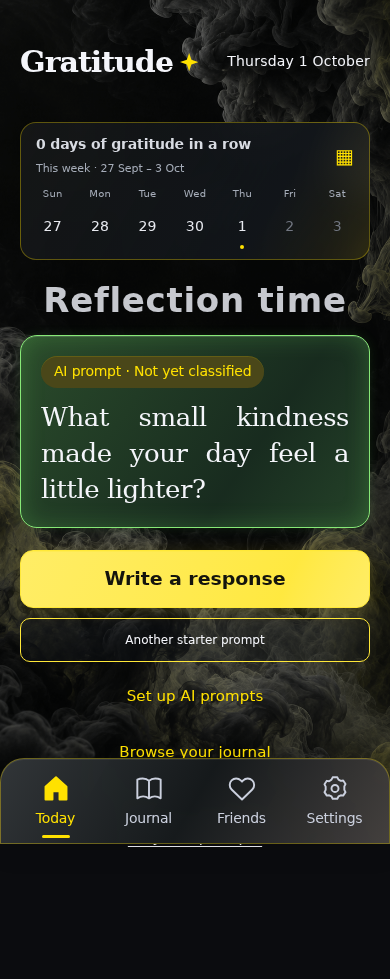 Gratitude
Thursday 1 October
0 days of gratitude in a row
This week · 27 Sept – 3 Oct
Sun Mon Tue Wed Thu Fri Sat
27 28 29 30 1 2 3
Reflection time
AI prompt · Not yet classified
What small kindness
made your day feel a
little lighter?
Write a response
Another starter prompt
Set up AI prompts
Browse your journal
Today Journal Friends Settings